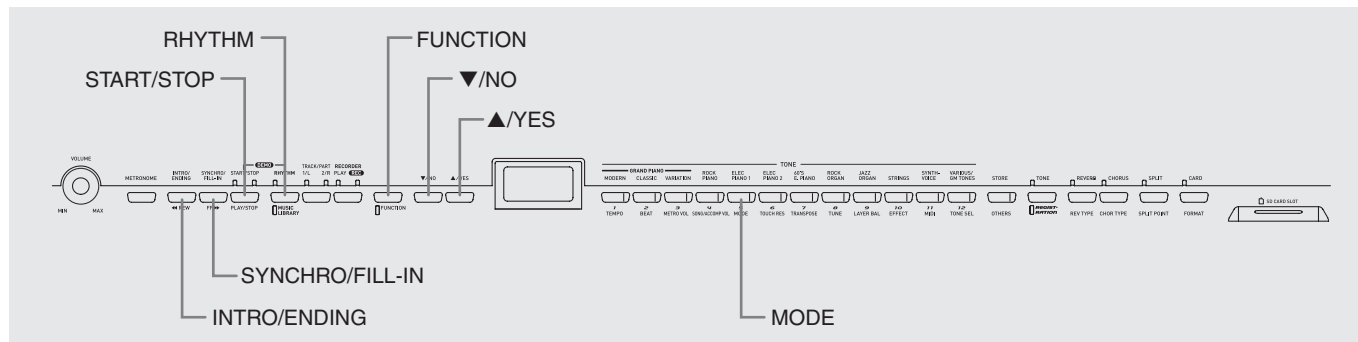 RHYTHM
FUNCTION
START/STOP
▼/NO
▲/YES
VOLUME
MIN
MAX
METRONOME
INTRO/
ENDING
◀◀ REW
SYNCHRO/
FILL-IN
FF ▶▶
DEMO
START/STOP
PLAY/STOP
RHYTHM
MUSIC
LIBRARY
TRACK/PART
1/L 2/R
RECORDER
PLAY REC
FUNCTION
▼/NO
▲/YES
TONE
GRAND PIANO
MODERN CLASSIC VARIATION
ROCK
PIANO
ELEC
PIANO 1
ELEC
PIANO 2
60'S
E. PIANO
ROCK
ORGAN
JAZZ
ORGAN
STRINGS
SYNTH-
VOICE
VARIOUS/
GM TONES
1 2 3 4 5 6 7 8 9 10 11 12
TEMPO BEAT METRO VOL SONG/ACCOMP VOL MODE TOUCH RES TRANSPOSE TUNE LAYER BAL EFFECT MIDI TONE SEL
STORE
OTHERS
TONE
REGIST-
RATION
REVERB
REV TYPE
CHORUS
CHOR TYPE
SPLIT
SPLIT POINT
CARD
FORMAT
SD CARD SLOT
SYNCHRO/FILL-IN
INTRO/ENDING
MODE